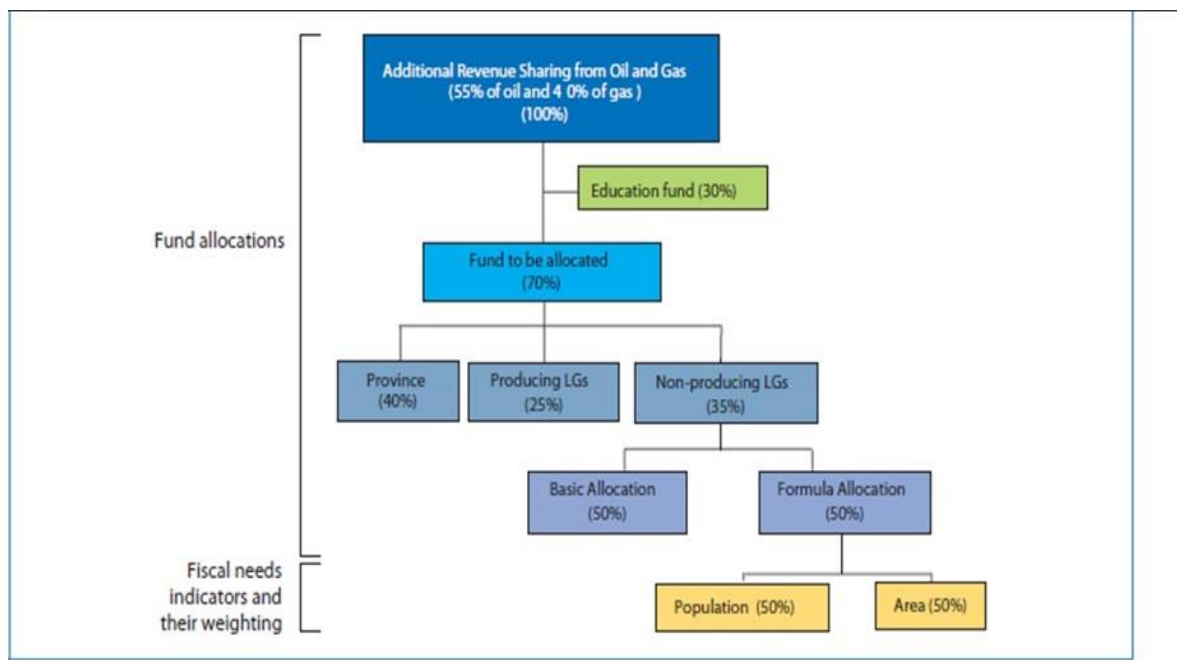 Additional Revenue Sharing from Oil and Gas
(55% of oil and 4 0% of gas )
(100%)
Education fund (30%)
Fund allocations
Fund to be allocated
(70%)
Province
(40%)
Producing LGs
(25%)
Non-producing LGs
(35%)
Basic Allocation
(50%)
Formula Allocation
(50%)
Fiscal needs
indicators and
their weighting
Population (50%)
Area (50%)